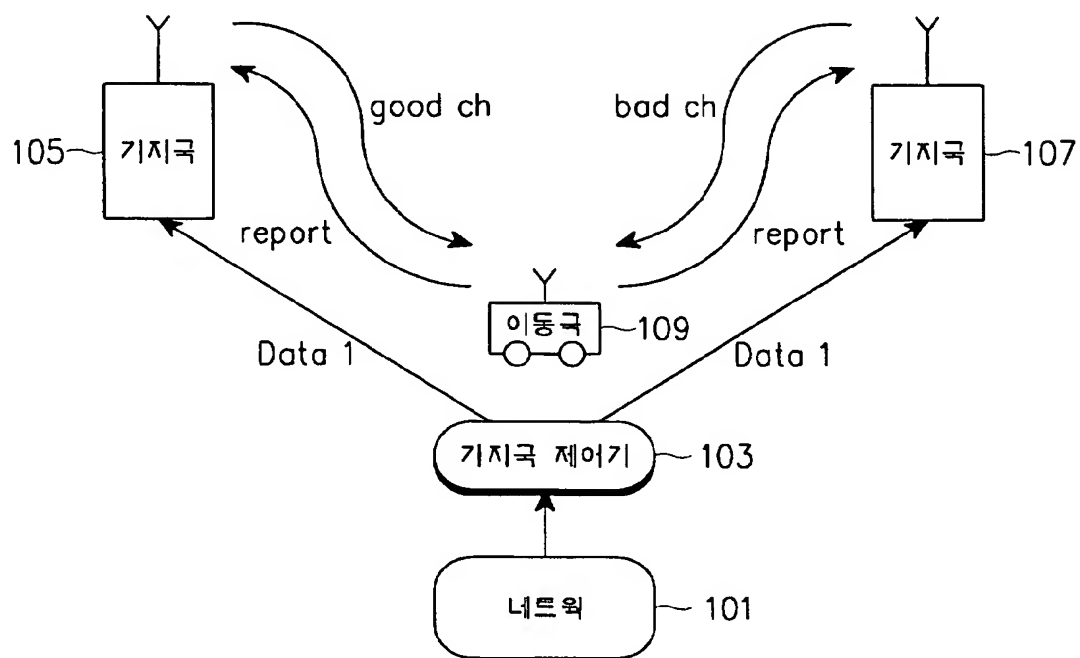 good ch
bad ch
105
기지국
기지국
107
report
report
이동국
109
Data 1
Data 1
기지국 제어기
103
네트웍
101